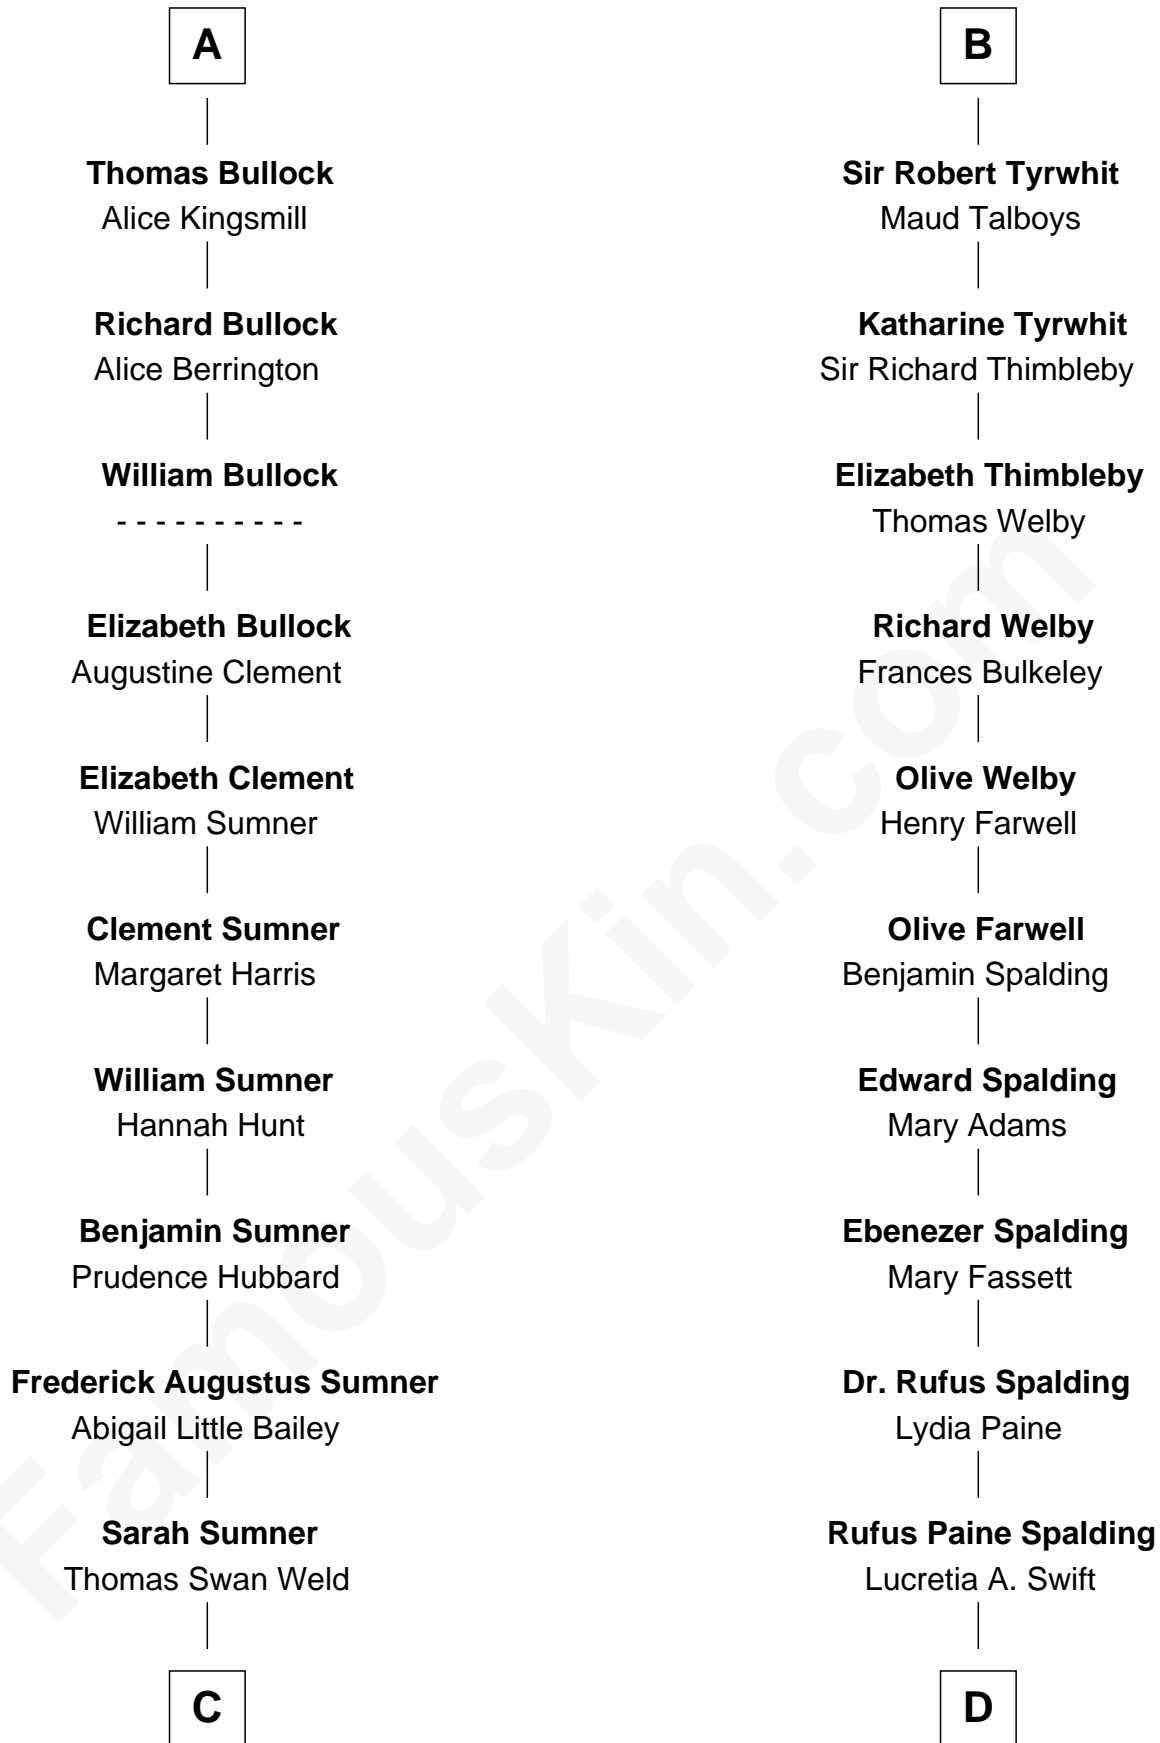 A
Thomas Bullock
Alice Kingsmill
Richard Bullock
Alice Berrington
William Bullock
- - - - - - - - - -
Elizabeth Bullock
Augustine Clement
Elizabeth Clement
William Sumner
Clement Sumner
Margaret Harris
William Sumner
Hannah Hunt
Benjamin Sumner
Prudence Hubbard
Frederick Augustus Sumner
Abigail Little Bailey
Sarah Sumner
Thomas Swan Weld
C
B
Sir Robert Tyrwhit
Maud Talboys
Katharine Tyrwhit
Sir Richard Thimbleby
Elizabeth Thimbleby
Thomas Welby
Richard Welby
Frances Bulkeley
Olive Welby
Henry Farwell
Olive Farwell
Benjamin Spalding
Edward Spalding
Mary Adams
Ebenezer Spalding
Mary Fassett
Dr. Rufus Spalding
Lydia Paine
Rufus Paine Spalding
Lucretia A. Swift
D
FamousKin.com